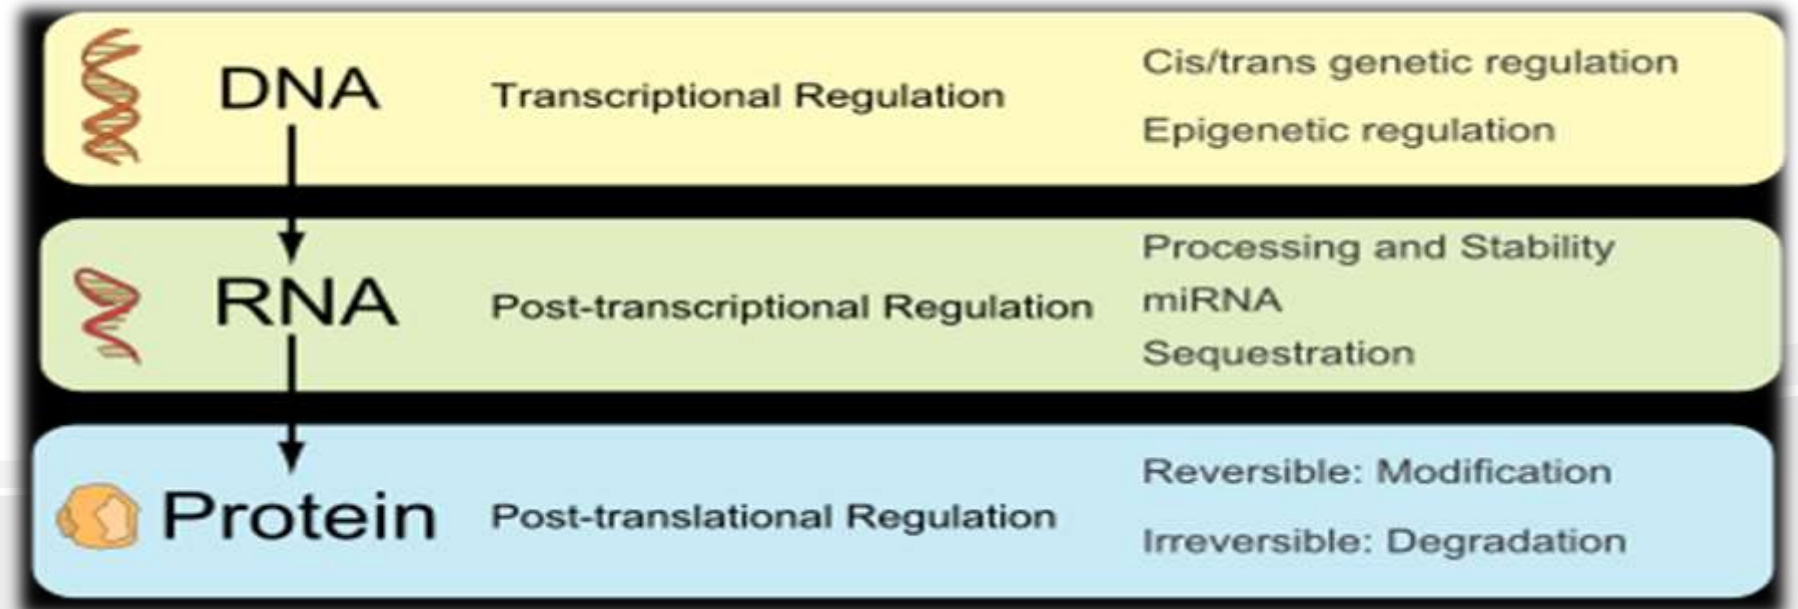 DNA
Transcriptional Regulation
Cis/trans genetic regulation
Epigenetic regulation
RNA
Post-transcriptional Regulation
Processing and Stability
miRNA
Sequestration
Protein
Post-translational Regulation
Reversible: Modification
Irreversible: Degradation